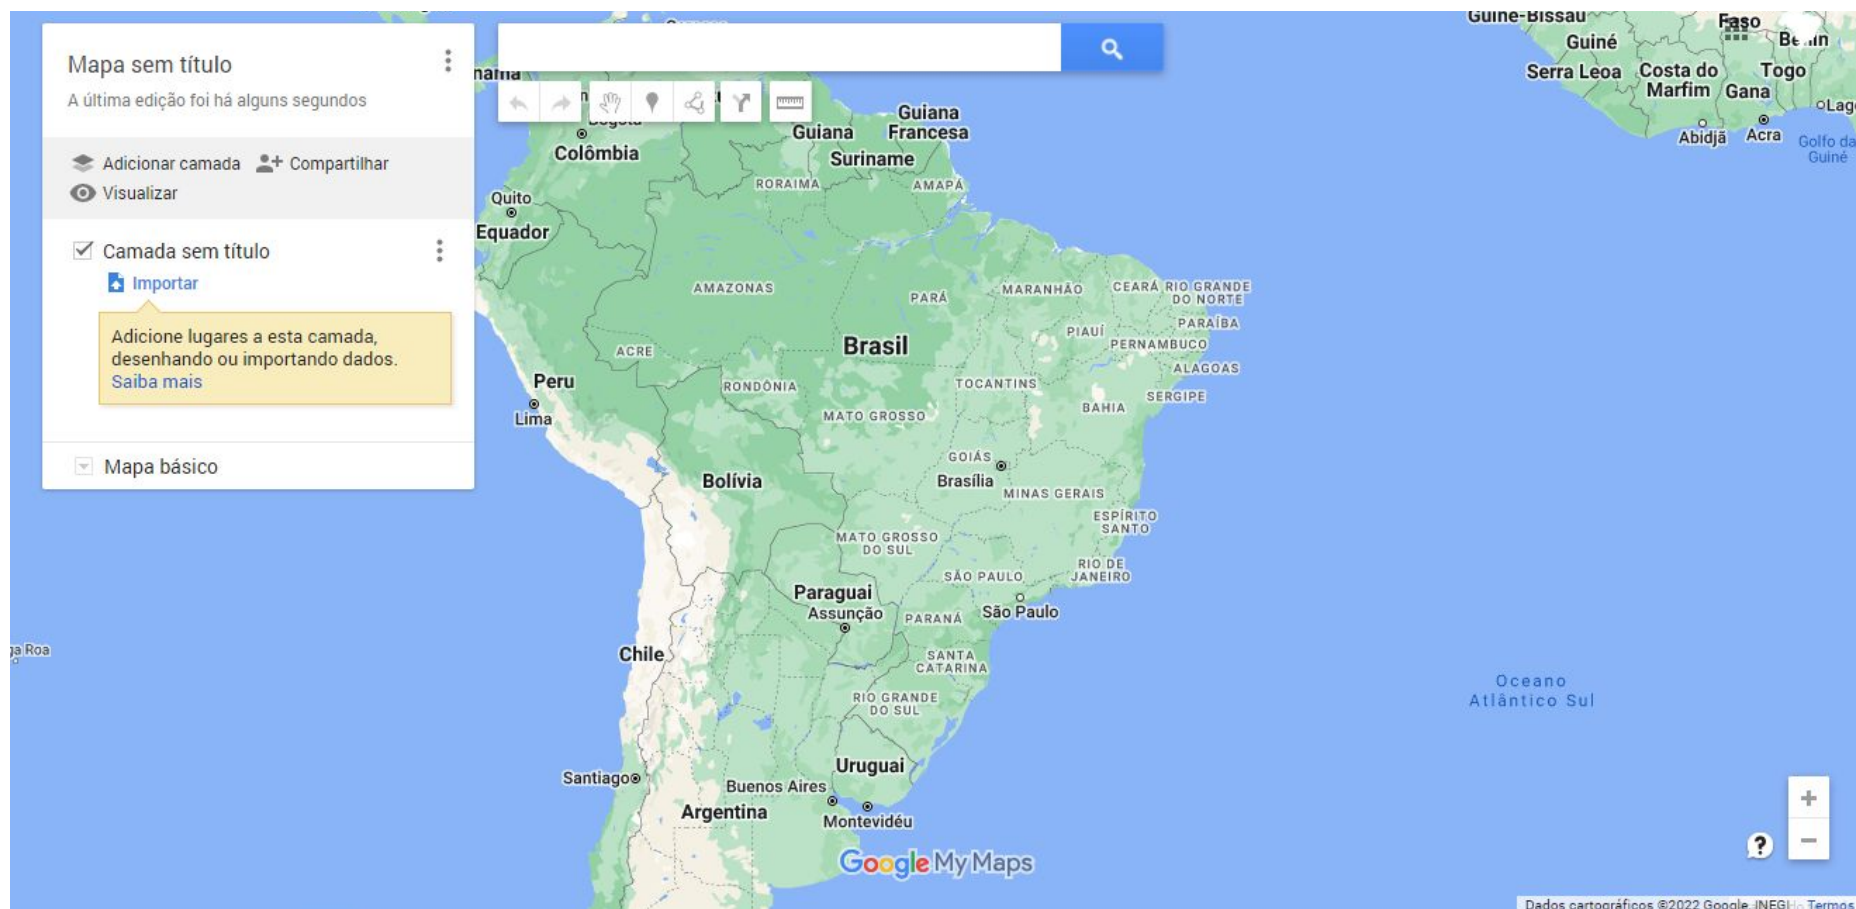 Mapa sem título
A última edição foi há alguns segundos
Adicionar camada
Compartilhar
Visualizar
Camada sem título
Importar
Adicione lugares a esta camada,
desenhando ou importando dados.
Saiba mais
Mapa básico
Guiné-Bissau
Faso
Guiné
Benin
Serra Leoa
Costa do
Marfim
Togo
Gana
Abidjã
Acra
Golfo da
Guiné
Colômbia
Guiana
Guiana
Francesa
Suriname
RORAIMA
AMAPÁ
Quito
Equador
AMAZONAS
PARÁ
MARANHÃO
CEARÁ
RIO GRANDE
DO NORTE
PIAUÍ
PARAÍBA
PERNAMBUCO
Brasil
ACRE
ALAGOAS
Peru
RONDÔNIA
TOCANTINS
SERGIPE
Lima
MATO GROSSO
BAHIA
GOIÁS
Brasília
Bolívia
MINAS GERAIS
ESPÍRITO
SANTO
MATO GROSSO
DO SUL
RIO DE
JANEIRO
SÃO PAULO
Paraguai
Assunção
PARANÁ
São Paulo
Chile
SANTA
CATARINA
RIO GRANDE
DO SUL
Oceano
Atlântico Sul
Uruguai
Santiago
Buenos Aires
Argentina
Montevidéu
Google My Maps
+
−
?
Dados cartográficos ©2022 Google, INEGI
Termos